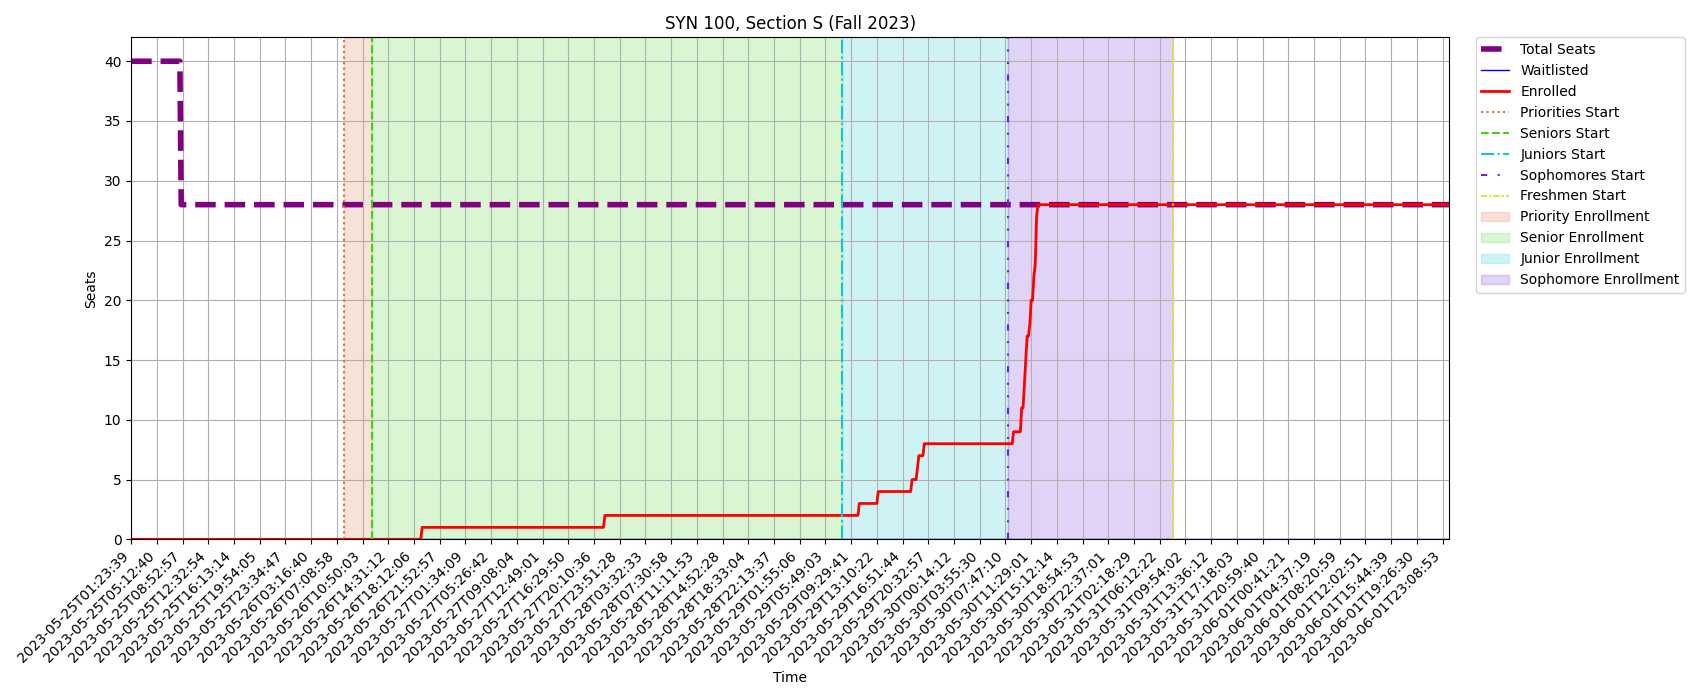 SYN 100, Section S (Fall 2023)
Total Seats
Waitlisted
Enrolled
Priorities Start
Seniors Start
Juniors Start
Sophomores Start
Freshmen Start
Priority Enrollment
Senior Enrollment
Junior Enrollment
Sophomore Enrollment
Seats
40
35
30
25
20
15
10
5
0
2023-05-25T01:23:39
2023-05-25T05:12:40
2023-05-25T08:52:57
2023-05-25T12:32:54
2023-05-25T16:13:14
2023-05-25T19:54:05
2023-05-25T23:34:47
2023-05-26T03:16:40
2023-05-26T07:08:58
2023-05-26T10:50:03
2023-05-26T14:31:12
2023-05-26T18:12:06
2023-05-26T21:52:57
2023-05-27T01:34:09
2023-05-27T05:26:42
2023-05-27T09:08:04
2023-05-27T12:49:01
2023-05-27T16:29:50
2023-05-27T20:10:36
2023-05-27T23:51:28
2023-05-28T03:32:33
2023-05-28T07:30:58
2023-05-28T11:11:53
2023-05-28T14:52:28
2023-05-28T18:33:04
2023-05-28T22:13:37
2023-05-29T01:55:06
2023-05-29T05:49:03
2023-05-29T09:29:41
2023-05-29T13:10:22
2023-05-29T16:51:44
2023-05-29T20:32:57
2023-05-30T00:14:12
2023-05-30T03:55:30
2023-05-30T07:47:10
2023-05-30T11:29:01
2023-05-30T15:12:14
2023-05-30T18:54:53
2023-05-30T22:37:01
2023-05-31T02:18:29
2023-05-31T06:12:22
2023-05-31T09:54:02
2023-05-31T13:36:12
2023-05-31T17:18:03
2023-05-31T20:59:40
2023-06-01T00:41:21
2023-06-01T04:37:19
2023-06-01T08:20:59
2023-06-01T12:02:51
2023-06-01T15:44:39
2023-06-01T19:26:30
2023-06-01T23:08:53
Time